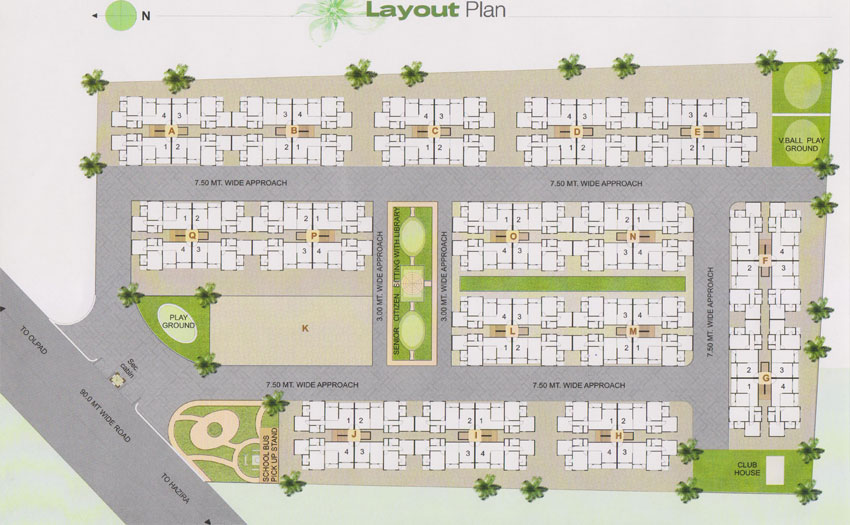 N
Layout Plan
4 3 4 3 4 3 4 3 4 3
A B C D E
1 2 1 2 1 2 1 2 1 2
V.BALL PLAY
GROUND
7.50 MT. WIDE APPROACH
7.50 MT. WIDE APPROACH
1 2 2 1
Q P
4 3 3 4
3.00 MT. WIDE APPROACH
SENIOR CITIZEN SITTING WITH LIBRARY
3.00 MT. WIDE APPROACH
1 2 2 1
O N
4 3 3 4
7.50 MT. WIDE APPROACH
2 3
F
1 4
PLAY
GROUND
K
4 3 3 4
L M
1 2 2 1
2 3
G
1 4
TO OLPAD
Sec.
cabin
90.0 MT WIDE ROAD
TO HAZIRA
7.50 MT. WIDE APPROACH
7.50 MT. WIDE APPROACH
SCHOOL BUS
PICK UP STAND
1 2 1 2 1 2
J I H
4 3 4 3 4 3
CLUB
HOUSE